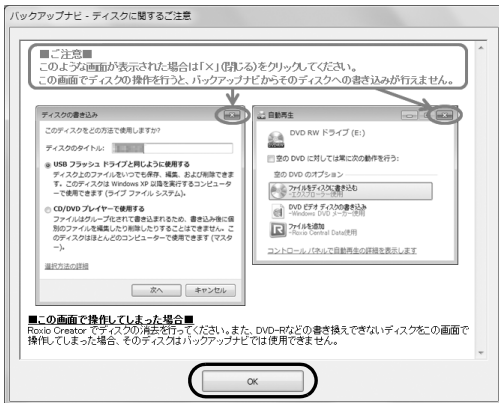 バックアップナビ - ディスクに関するご注意
■ご注意■
このような画面が表示された場合は「×」(閉じる)をクリックしてください。
この画面でディスクの操作を行うと、バックアップナビからそのディスクへの書き込みが行えません。
ディスクの書き込み
このディスクをどの方法で使用しますか?
ディスクのタイトル:
USB フラッシュ ドライブと同じように使用する
ディスク上のファイルをいつでも保存、編集、および削除できま
す。このディスクは Windows XP 以降を実行するコンピュータ
ーで使用できます (ライブ ファイル システム)。
CD/DVD プレイヤーで使用する
ファイルはグループ化されて書き込まれるため、書き込み後に個
別のファイルを編集したり削除したりすることはできません。こ
のディスクはほとんどのコンピューターで使用できます (マスタ
ー)。
選択方法の詳細
次へ
キャンセル
自動再生
DVD RW ドライブ (E:)
空の DVD に対しては常に次の動作を行う:
空の DVD のオプション
ファイルをディスクに書き込む
-エクスプローラー使用
DVD ビデオ ディスクの書き込み
-Windows DVD メーカー使用
ファイルを追加
-Roxio Central Data使用
コントロール パネルで自動再生の詳細を表示します
■この画面で操作してしまった場合■
Roxio Creator でディスクの消去を行ってください。また、DVD-Rなどの書き換えできないディスクをこの画面で
操作してしまった場合、そのディスクはバックアップナビでは使用できません。
OK